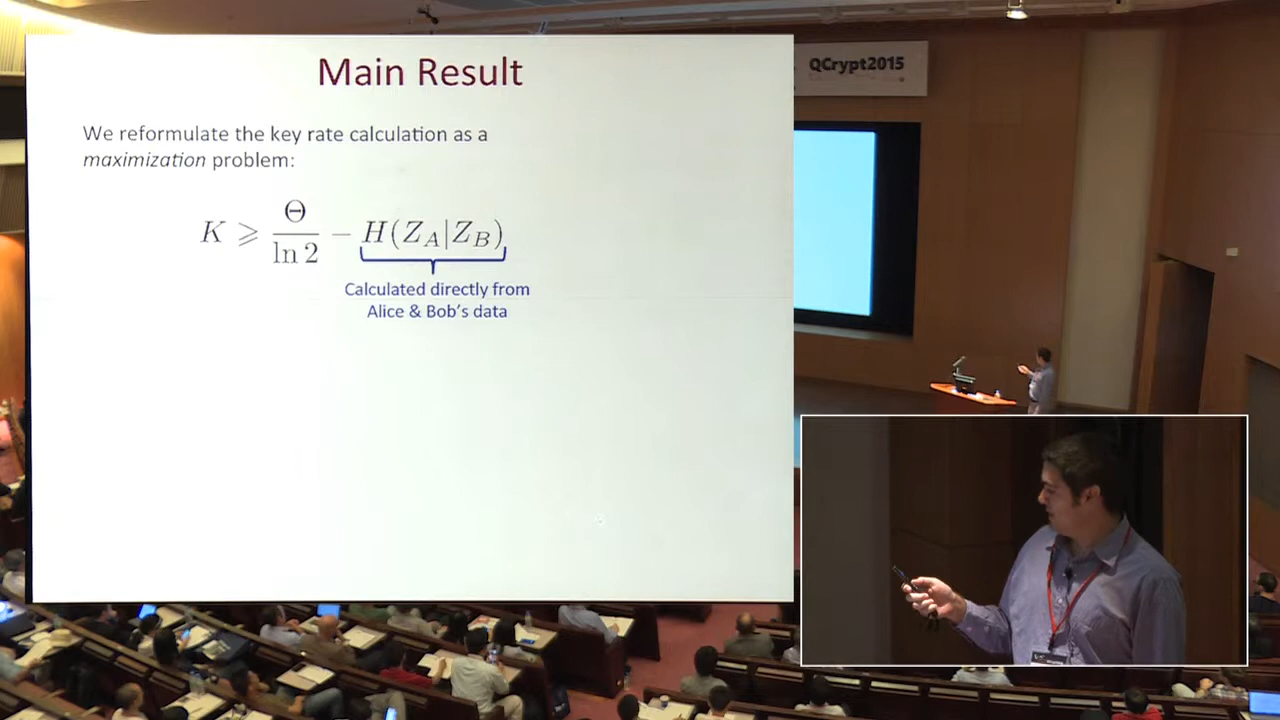 Main Result
We reformulate the key rate calculation as a
maximization problem:
K ⩾ Θ / ln 2 − H(Z_A|Z_B)
Calculated directly from
Alice & Bob's data
QCrypt2015